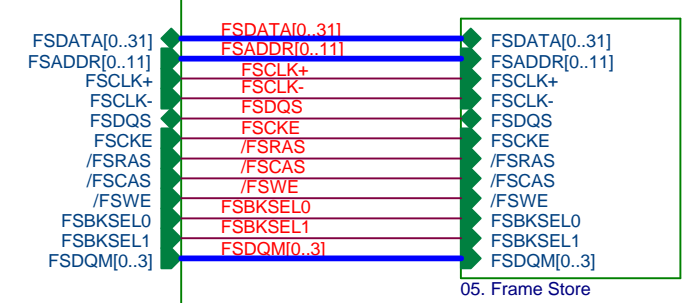 FSDATA[0..31] FSDATA[0..31] FSDATA[0..31]
FSADDR[0..11] FSADDR[0..11] FSADDR[0..11]
FSCLK+ FSCLK+ FSCLK+
FSCLK- FSCLK- FSCLK-
FSDQS FSDQS FSDQS
FSCKE FSCKE FSCKE
/FSRAS /FSRAS /FSRAS
/FSCAS /FSCAS /FSCAS
/FSWE /FSWE /FSWE
FSBKSEL0 FSBKSEL0 FSBKSEL0
FSBKSEL1 FSBKSEL1 FSBKSEL1
FSDQM[0..3] FSDQM[0..3] FSDQM[0..3]
05. Frame Store